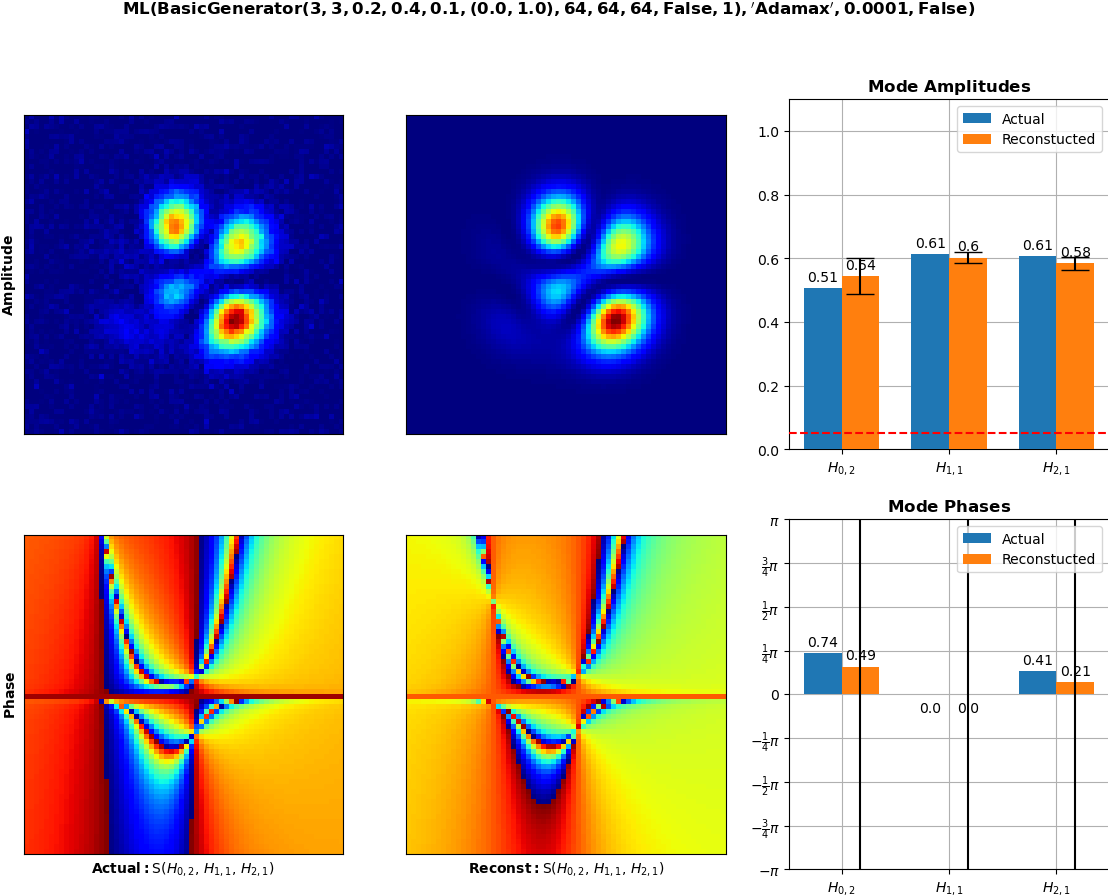 ML(BasicGenerator(3, 3, 0.2, 0.4, 0.1, (0.0, 1.0), 64, 64, 64, False, 1), ′Adamax′, 0.0001, False)
Amplitude
Mode Amplitudes
Actual
Reconstucted
1.0
0.8
0.6
0.4
0.2
0.0
0.51
0.54
0.61
0.6
0.61
0.58
H0,2
H1,1
H2,1
Phase
Actual: S(H0,2, H1,1, H2,1)
Reconst: S(H0,2, H1,1, H2,1)
Mode Phases
Actual
Reconstucted
π
3/4π
1/2π
1/4π
0
−1/4π
−1/2π
−3/4π
−π
0.74
0.49
0.0
0.0
0.41
0.21
H0,2
H1,1
H2,1